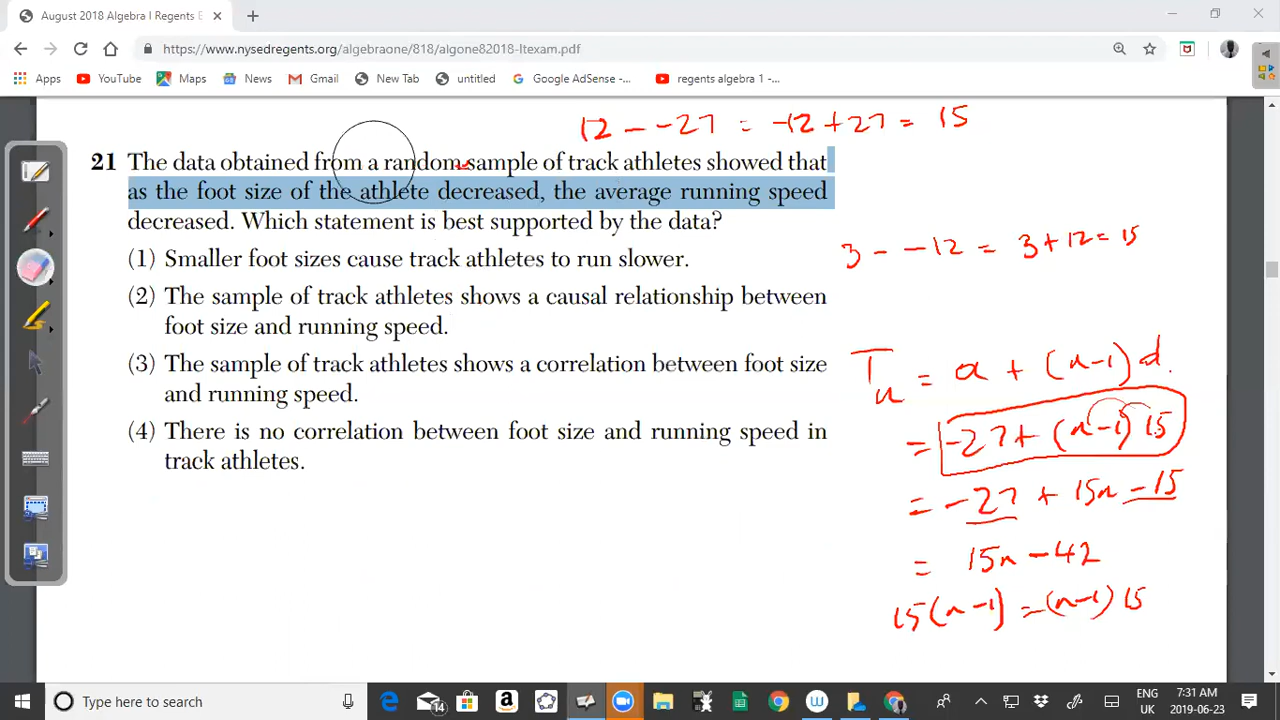 August 2018 Algebra I Regents E
https://www.nysedregents.org/algebraone/818/algone82018-Itexam.pdf
Apps YouTube Maps News Gmail New Tab untitled Google AdSense -... regents algebra 1 -...
12 - -27 = -12 + 27 = 15
21 The data obtained from a random sample of track athletes showed that
as the foot size of the athlete decreased, the average running speed
decreased. Which statement is best supported by the data?
3 - -12 = 3 + 12 = 15
(1) Smaller foot sizes cause track athletes to run slower.
(2) The sample of track athletes shows a causal relationship between
foot size and running speed.
(3) The sample of track athletes shows a correlation between foot size
and running speed.
(4) There is no correlation between foot size and running speed in
track athletes.
Tn = a + (n-1)d.
= -27 + (n-1)15
= -27 + 15n - 15
= 15n - 42
15(n-1) = (n-1)15
Type here to search
14
ENG
UK
7:31 AM
2019-06-23